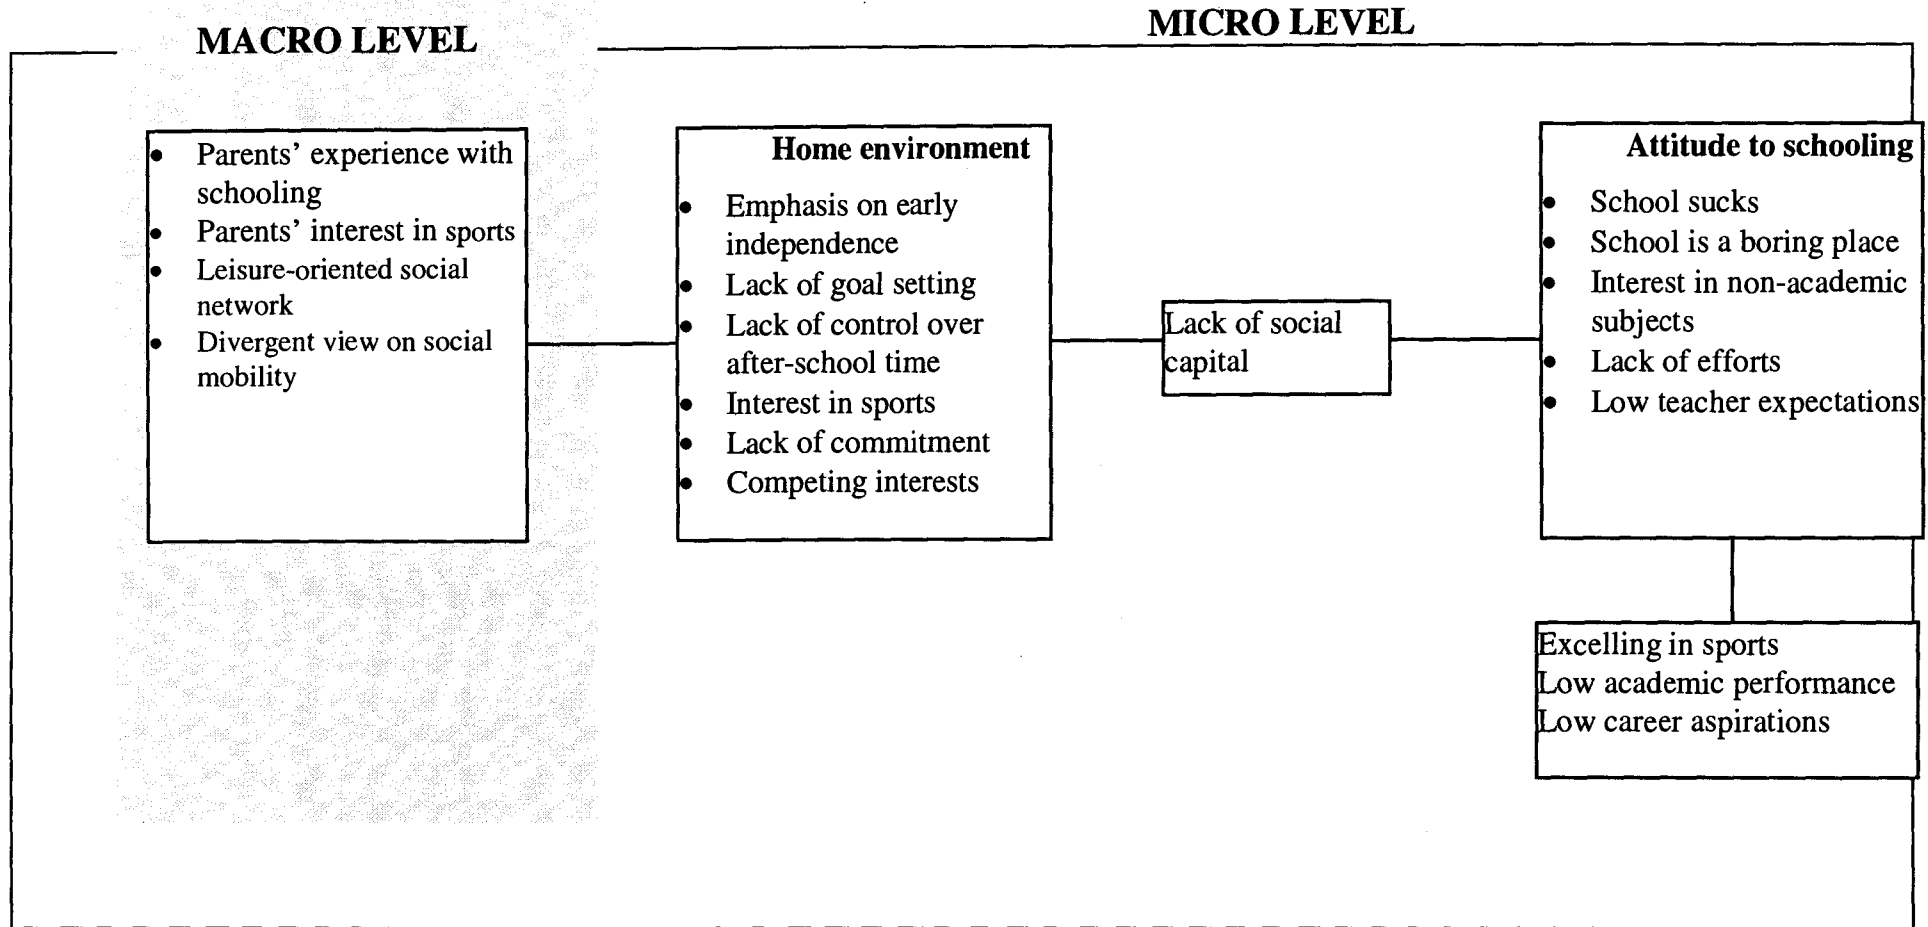 MACRO LEVEL
MICRO LEVEL
• Parents’ experience with
schooling
• Parents’ interest in sports
• Leisure-oriented social
network
• Divergent view on social
mobility
Home environment
• Emphasis on early
independence
• Lack of goal setting
• Lack of control over
after-school time
• Interest in sports
• Lack of commitment
• Competing interests
Lack of social
capital
Attitude to schooling
• School sucks
• School is a boring place
• Interest in non-academic
subjects
• Lack of efforts
• Low teacher expectations
Excelling in sports
Low academic performance
Low career aspirations